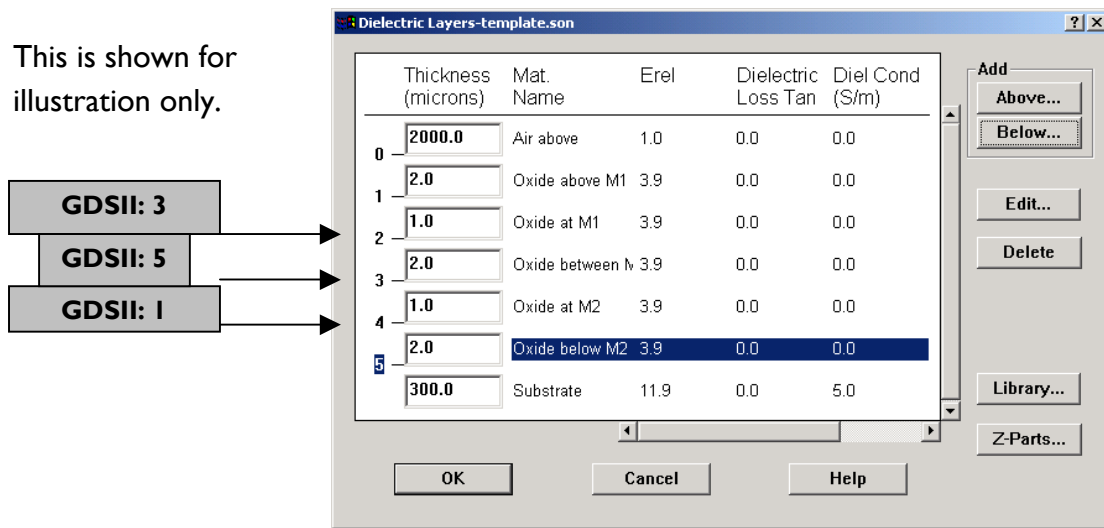 This is shown for
illustration only.
GDSII: 3
GDSII: 5
GDSII: 1
Dielectric Layers-template.son
Thickness Mat. Erel Dielectric Diel Cond
(microns) Name Loss Tan (S/m)
2000.0 Air above 1.0 0.0 0.0
0
2.0 Oxide above M1 3.9 0.0 0.0
1
1.0 Oxide at M1 3.9 0.0 0.0
2
2.0 Oxide between 3.9 0.0 0.0
3
1.0 Oxide at M2 3.9 0.0 0.0
4
2.0 Oxide below M2 3.9 0.0 0.0
5
300.0 Substrate 11.9 0.0 5.0
Add
Above...
Below...
Edit...
Delete
Library...
Z-Parts...
OK Cancel Help